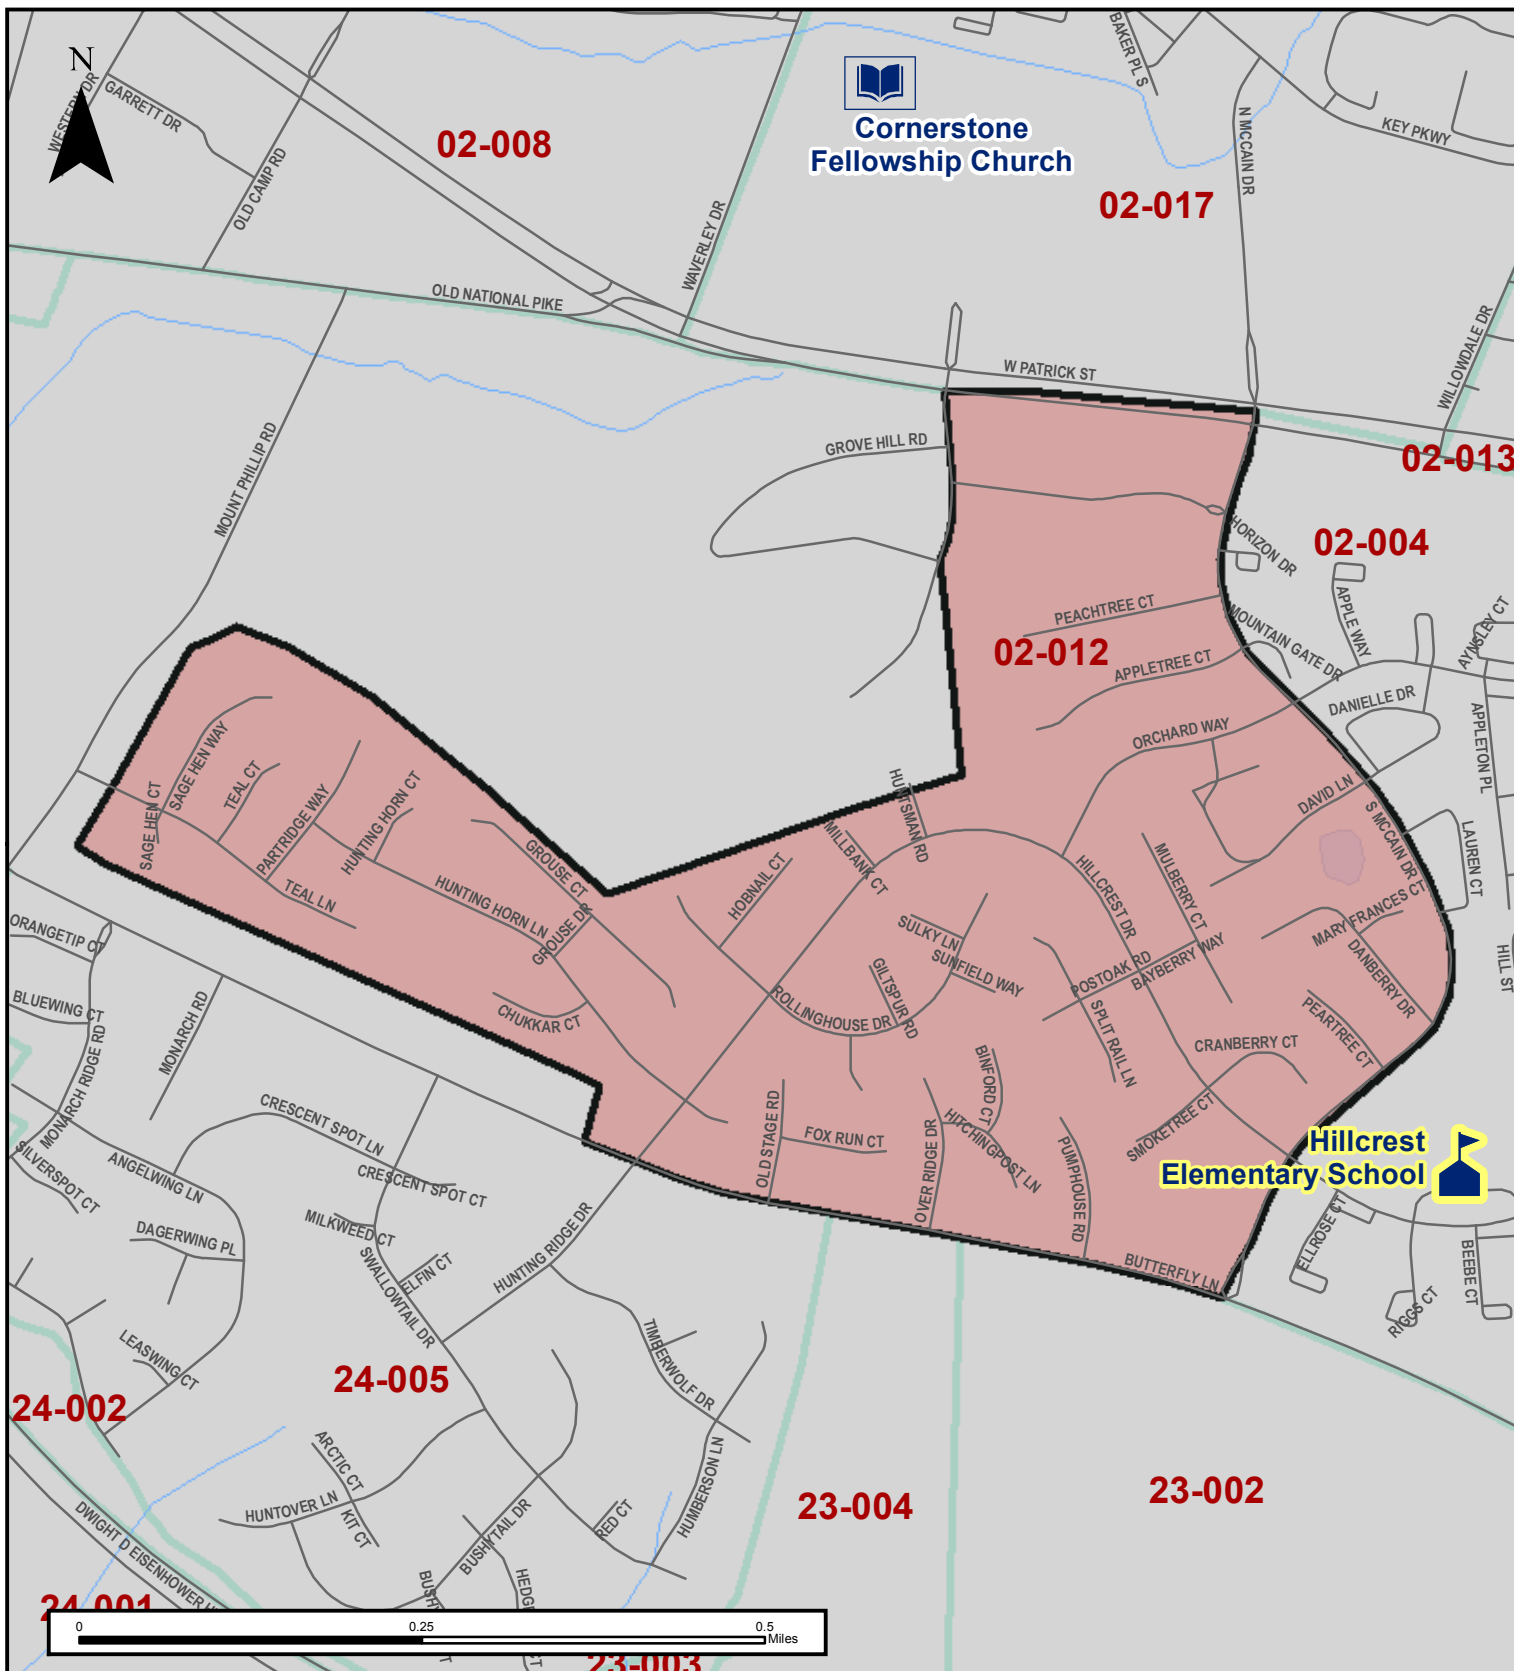 N
WESTERN DR
GARRETT DR
OLD CAMP RD
02-008
WAVERLEY DR
OLD NATIONAL PIKE
Cornerstone
Fellowship Church
BAKER PL S
N MCCAIN DR
KEY PKWY
02-017
W PATRICK ST
WILLOWDALE DR
02-013
MOUNT PHILLIP RD
GROVE HILL RD
HORIZON DR
02-004
APPLE WAY
AYNSLEY CT
PEACHTREE CT
MOUNTAIN GATE DR
02-012
APPLETREE CT
DANIELLE DR
APPLETON PL
ORCHARD WAY
SAGE HEN WAY
TEAL CT
SAGE HEN CT
PARTRIDGE WAY
HUNTING HORN CT
HUNTSMAN RD
DAVID LN
S MCCAIN DR
LAUREN CT
MILLBANK CT
GROUSE CT
HOBNAIL CT
HILLCREST DR
MULBERRY CT
TEAL LN
HUNTING HORN LN
GROUSE DR
SULKY LN
SUNFIELD WAY
MARY FRANCES CT
DANBERRY DR
HILL ST
ORANGETIP CT
BLUEWING CT
MONARCH RD
MONARCH RIDGE RD
CHUKKAR CT
ROLLINGHOUSE DR
GILTSPUR RD
POSTOAK RD
BAYBERRY WAY
SPLIT RAIL LN
PEARTREE CT
CRANBERRY CT
BINFORD CT
SMOKETREE CT
CRESCENT SPOT LN
CRESCENT SPOT CT
OLD STAGE RD
FOX RUN CT
OVER RIDGE DR
HITCHINGPOST LN
PUMPHOUSE RD
Hillcrest
Elementary School
SILVERSPOT CT
ANGELWING LN
DAGERWING PL
MILKWEED CT
SWALLOWTAIL DR
ELFIN CT
HUNTING RIDGE DR
BUTTERFLY LN
ELLROSE CT
BEEBE CT
RIGGS CT
LEASWING CT
TIMBERWOLF DR
24-005
24-002
ARCTIC CT
HUNTOVER LN
KIT CT
BUSHYTAIL DR
RED CT
HUMBERSON LN
23-004
23-002
DWIGHT D EISENHOWER H
24-001
BUSHY
HEDG
CT
0 0.25 0.5
Miles
23-003